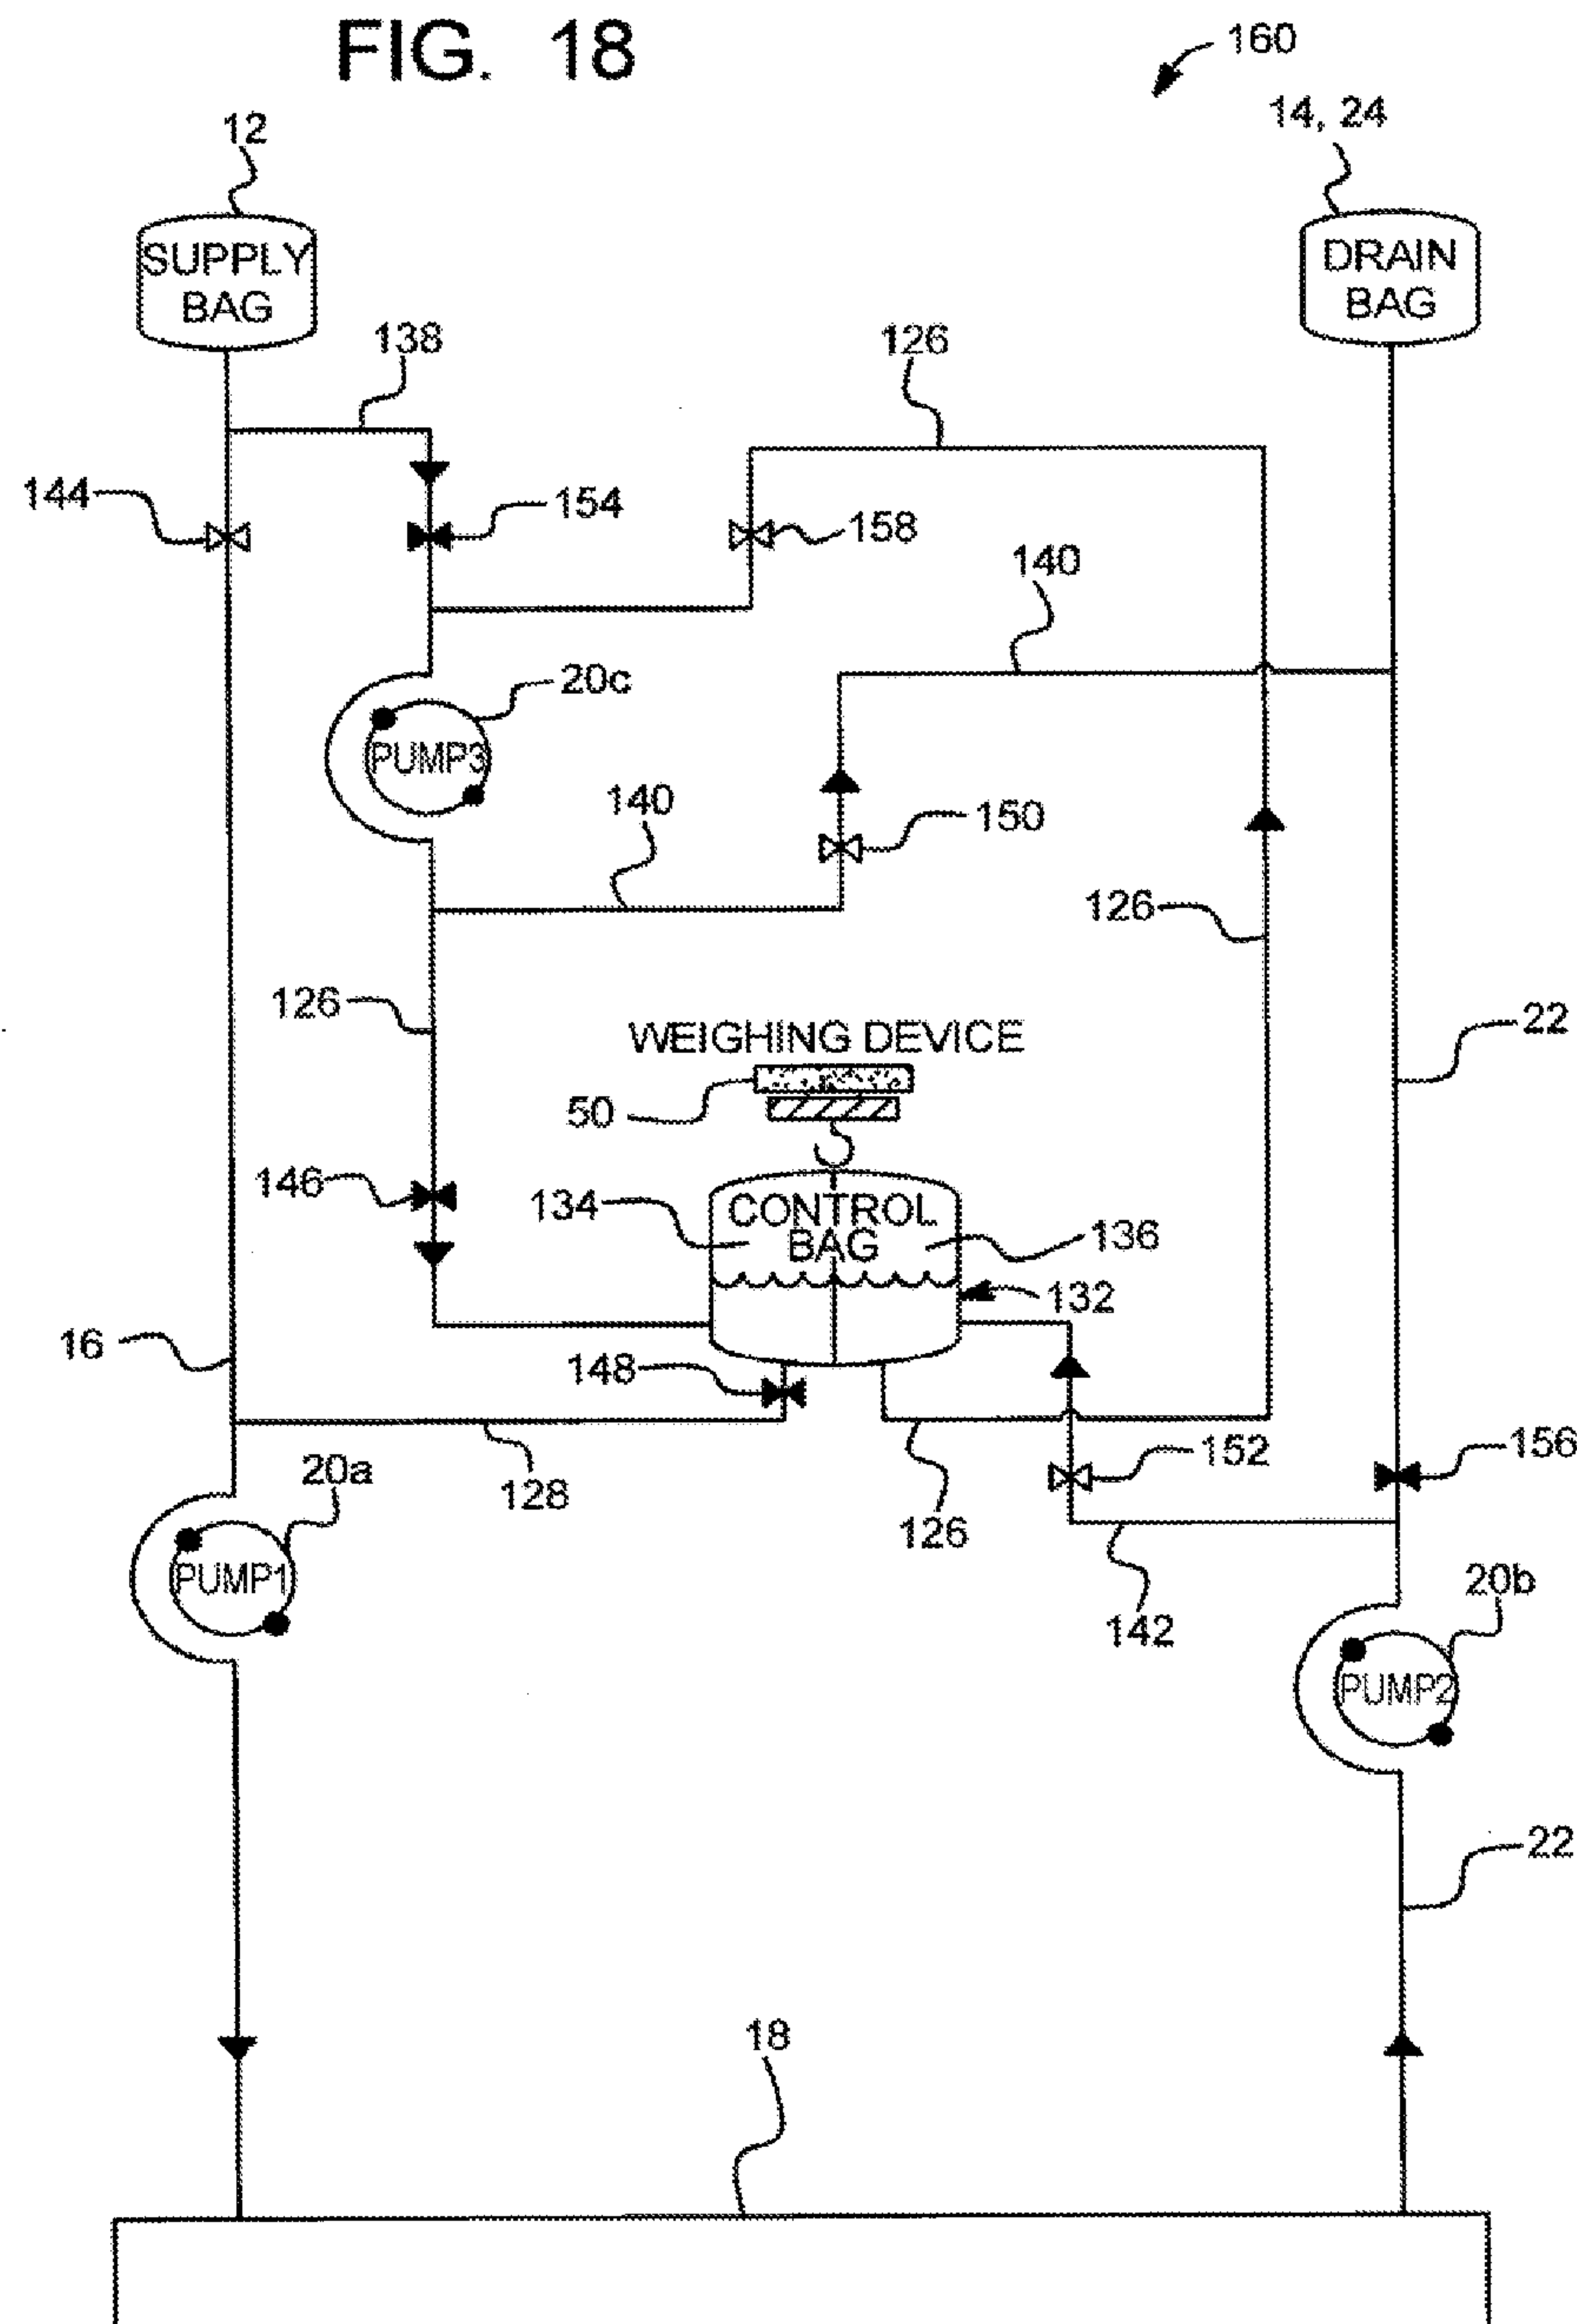 FIG. 18
160
12
14, 24
SUPPLY
BAG
DRAIN
BAG
138
126
144
154
158
140
20c
PUMP3
140
150
126
126
WEIGHING DEVICE
22
50
146
134
CONTROL
BAG
136
132
16
148
128
152
156
20a
126
PUMP1
142
20b
PUMP2
22
18